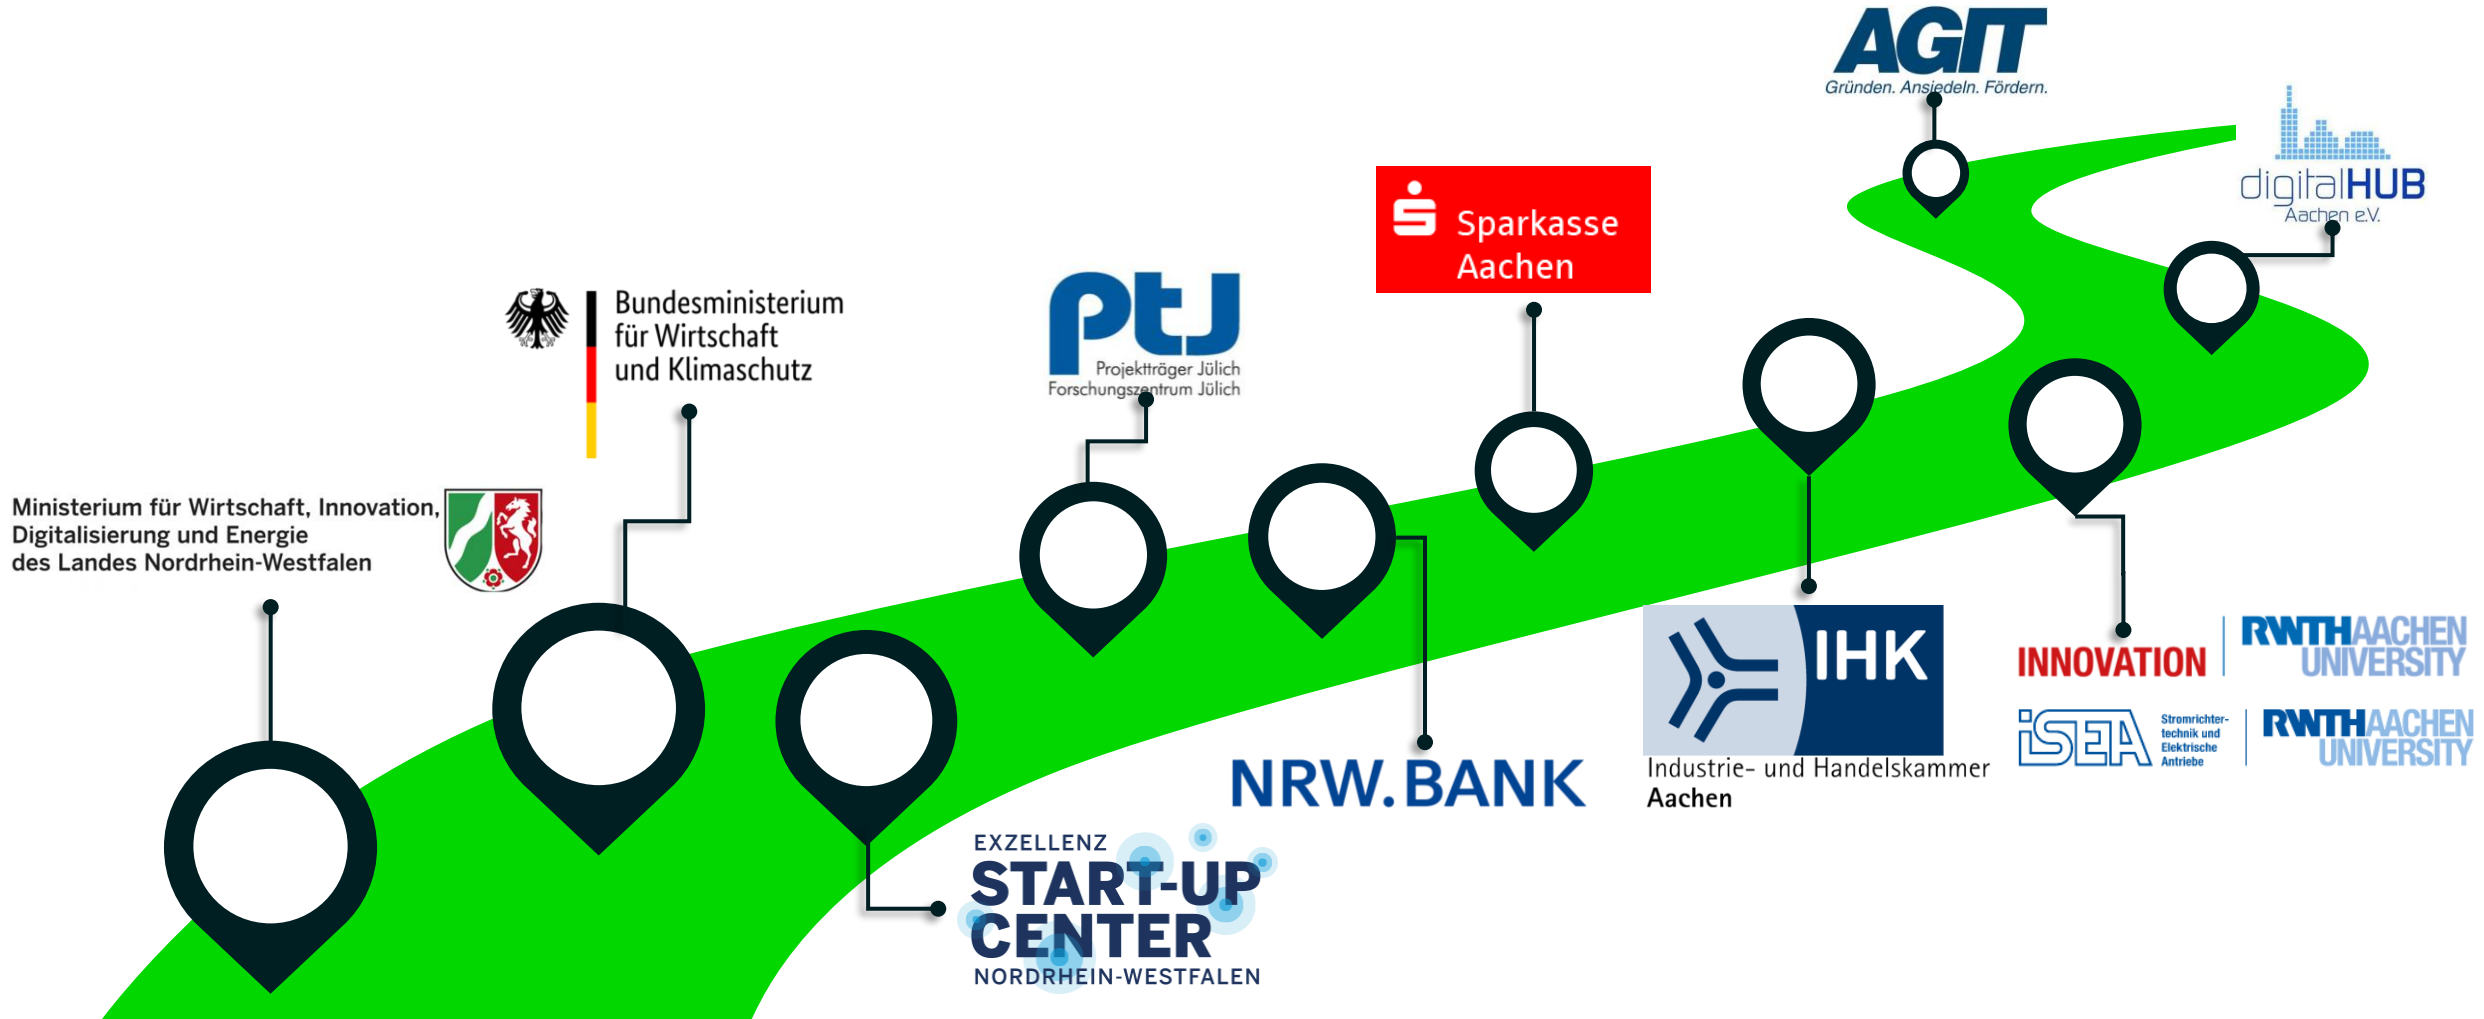 Ministerium für Wirtschaft, Innovation,
Digitalisierung und Energie
des Landes Nordrhein-Westfalen
Bundesministerium
für Wirtschaft
und Klimaschutz
EXZELLENZ
START-UP
CENTER
NORDRHEIN-WESTFALEN
ptJ
Projektträger Jülich
Forschungszentrum Jülich
NRW.BANK
Sparkasse
Aachen
IHK
Industrie- und Handelskammer
Aachen
INNOVATION
RWTHAACHEN
UNIVERSITY
iSEA
Stromrichter-
technik und
Elektrische
Antriebe
RWTHAACHEN
UNIVERSITY
digitalHUB
Aachen e.V.
AGIT
Gründen. Ansiedeln. Fördern.